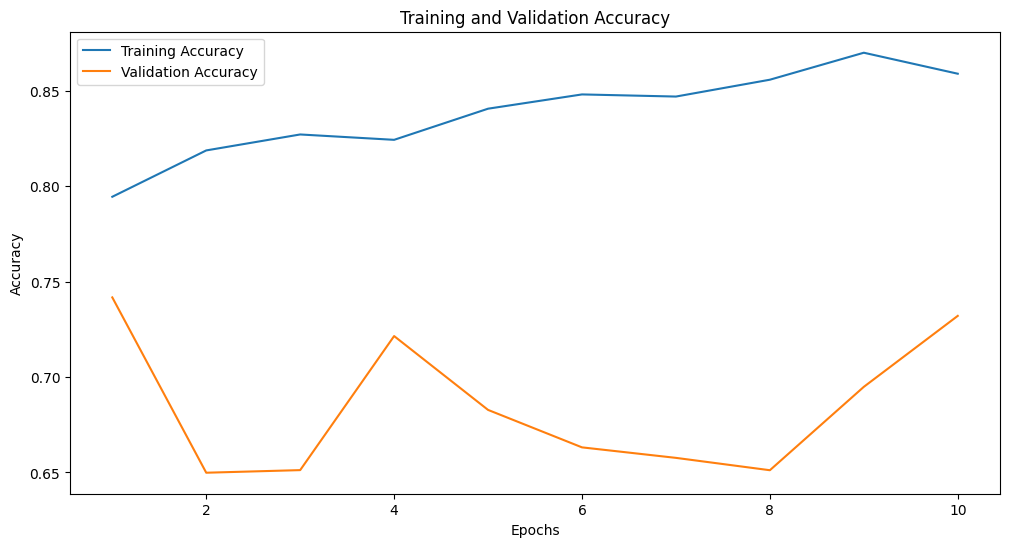 Training and Validation Accuracy
Training Accuracy
Validation Accuracy
0.85
0.80
0.75
0.70
0.65
Accuracy
2 4 6 8 10
Epochs